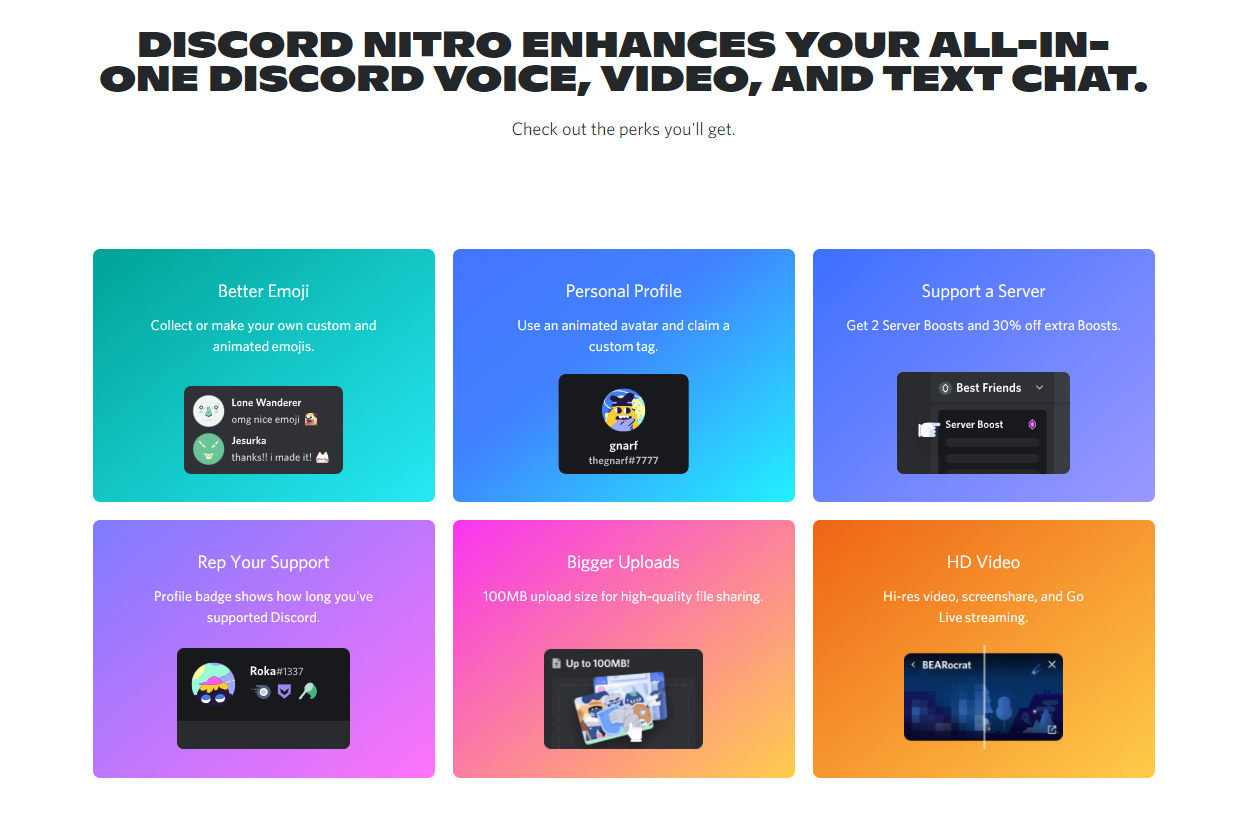 DISCORD NITRO ENHANCES YOUR ALL-IN-
ONE DISCORD VOICE, VIDEO, AND TEXT CHAT.
Check out the perks you'll get.
Better Emoji
Collect or make your own custom and
animated emojis.
Lone Wanderer
omg nice emoji
Jesurka
thanks!! i made it!
Personal Profile
Use an animated avatar and claim a
custom tag.
gnarf
thegnarf#7777
Support a Server
Get 2 Server Boosts and 30% off extra Boosts.
Best Friends
Server Boost
Rep Your Support
Profile badge shows how long you've
supported Discord.
Roka#1337
Bigger Uploads
100MB upload size for high-quality file sharing.
Up to 100MB!
HD Video
Hi-res video, screenshare, and Go
Live streaming.
BEARocrat